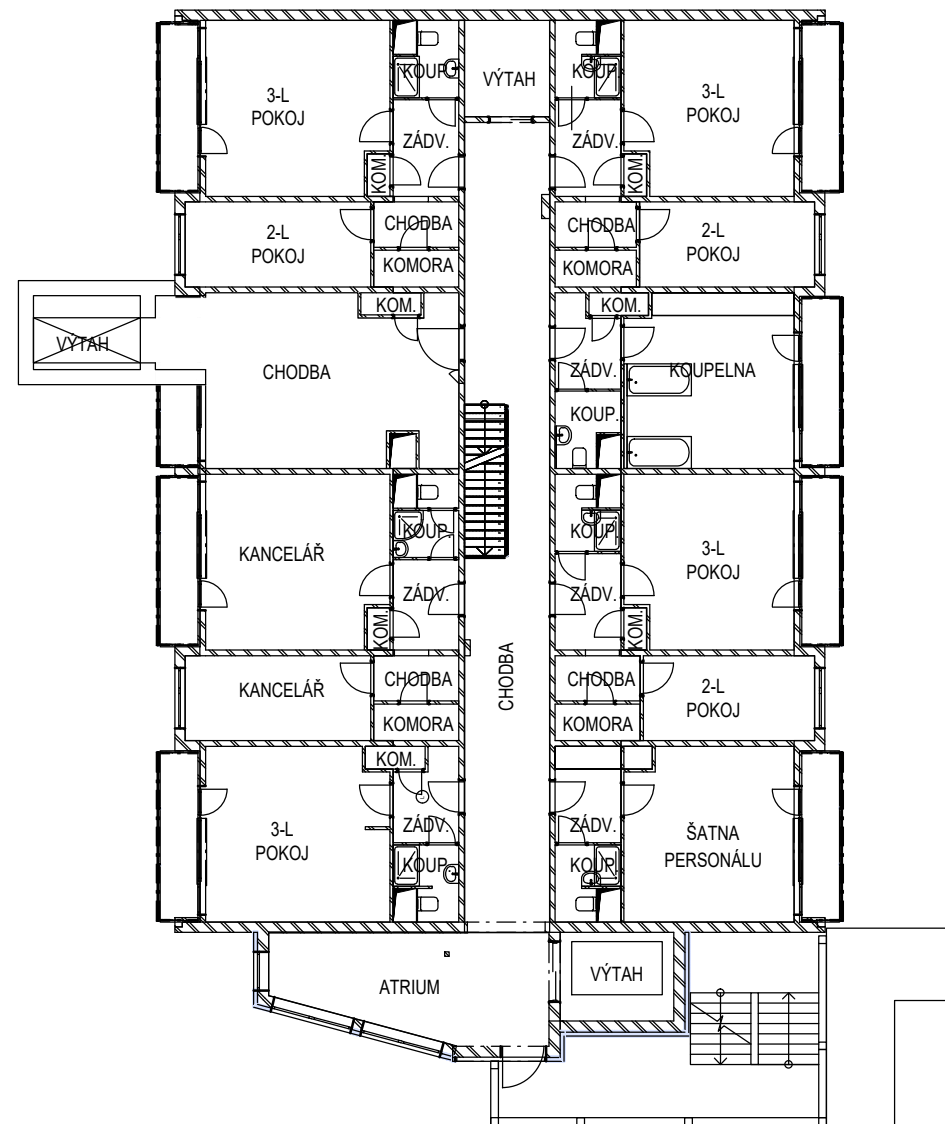 VÝTAH
KOUP.
KOUP.
3-L
POKOJ
3-L
POKOJ
ZÁDV.
ZÁDV.
KOM.
KOM.
CHODBA
CHODBA
2-L
POKOJ
2-L
POKOJ
KOMORA
KOMORA
KOM.
KOM.
VÝTAH
CHODBA
ZÁDV.
KOUPELNA
KOUP.
KANCELÁŘ
KOUP.
KOUP.
3-L
POKOJ
ZÁDV.
ZÁDV.
KOM.
KOM.
CHODBA
KANCELÁŘ
CHODBA
CHODBA
2-L
POKOJ
KOMORA
KOMORA
KOM.
3-L
POKOJ
ZÁDV.
ZÁDV.
ŠATNA
PERSONÁLU
KOUP.
KOUP.
ATRIUM
VÝTAH